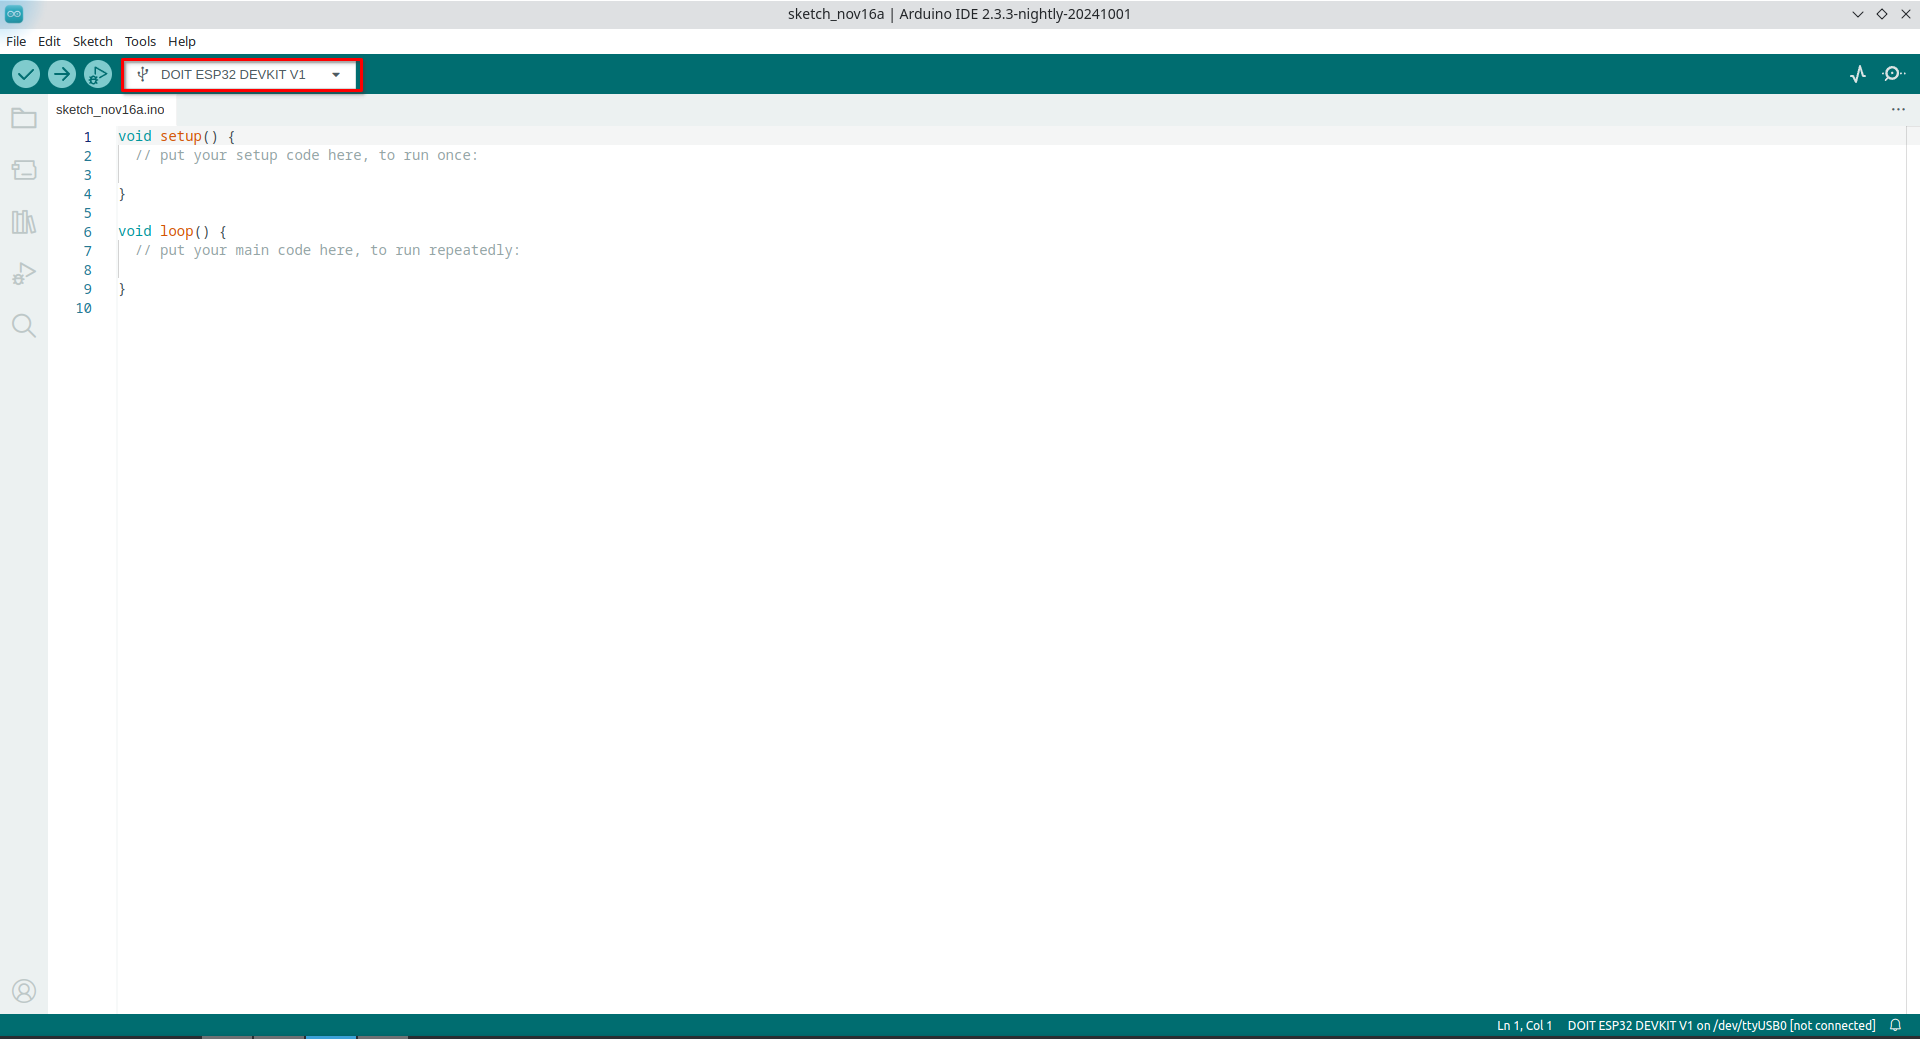 sketch_nov16a | Arduino IDE 2.3.3-nightly-20241001
File Edit Sketch Tools Help
DOIT ESP32 DEVKIT V1
sketch_nov16a.ino
1 void setup() {
2   // put your setup code here, to run once:
3
4 }
5
6 void loop() {
7   // put your main code here, to run repeatedly:
8
9 }
10
Ln 1, Col 1 DOIT ESP32 DEVKIT V1 on /dev/ttyUSB0 [not connected]